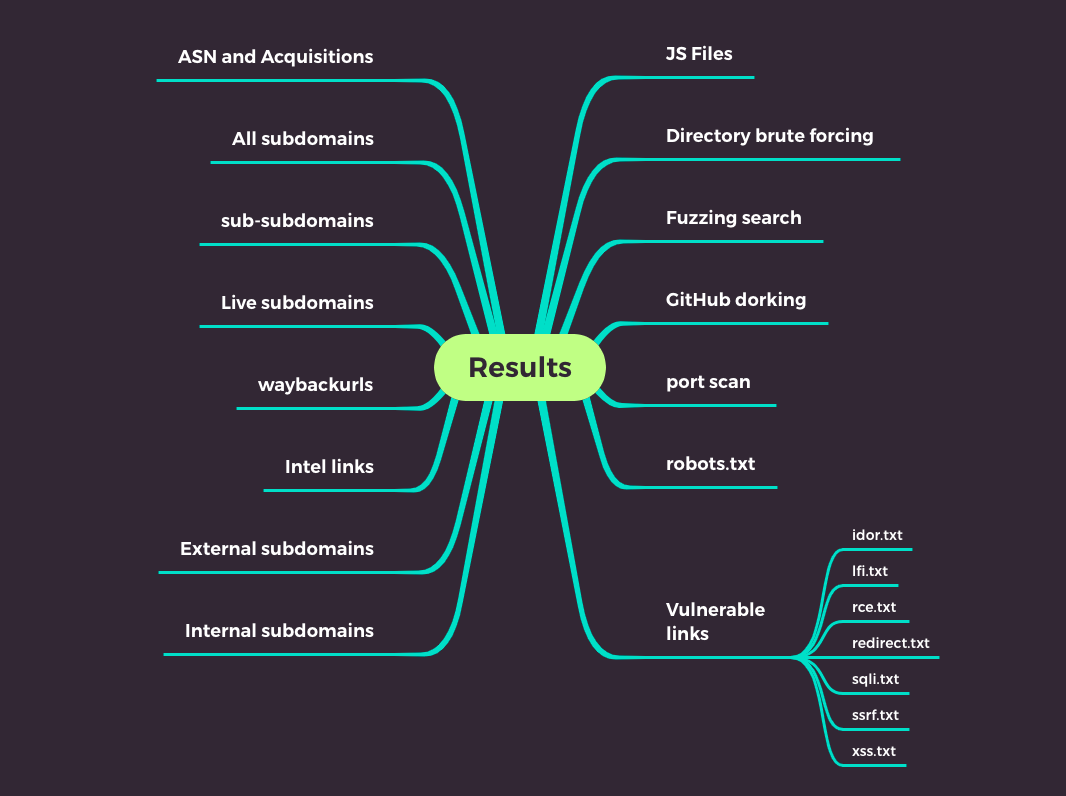 ASN and Acquisitions
All subdomains
sub-subdomains
Live subdomains
waybackurls
Intel links
External subdomains
Internal subdomains
Results
JS Files
Directory brute forcing
Fuzzing search
GitHub dorking
port scan
robots.txt
Vulnerable
links
idor.txt
lfi.txt
rce.txt
redirect.txt
sqli.txt
ssrf.txt
xss.txt